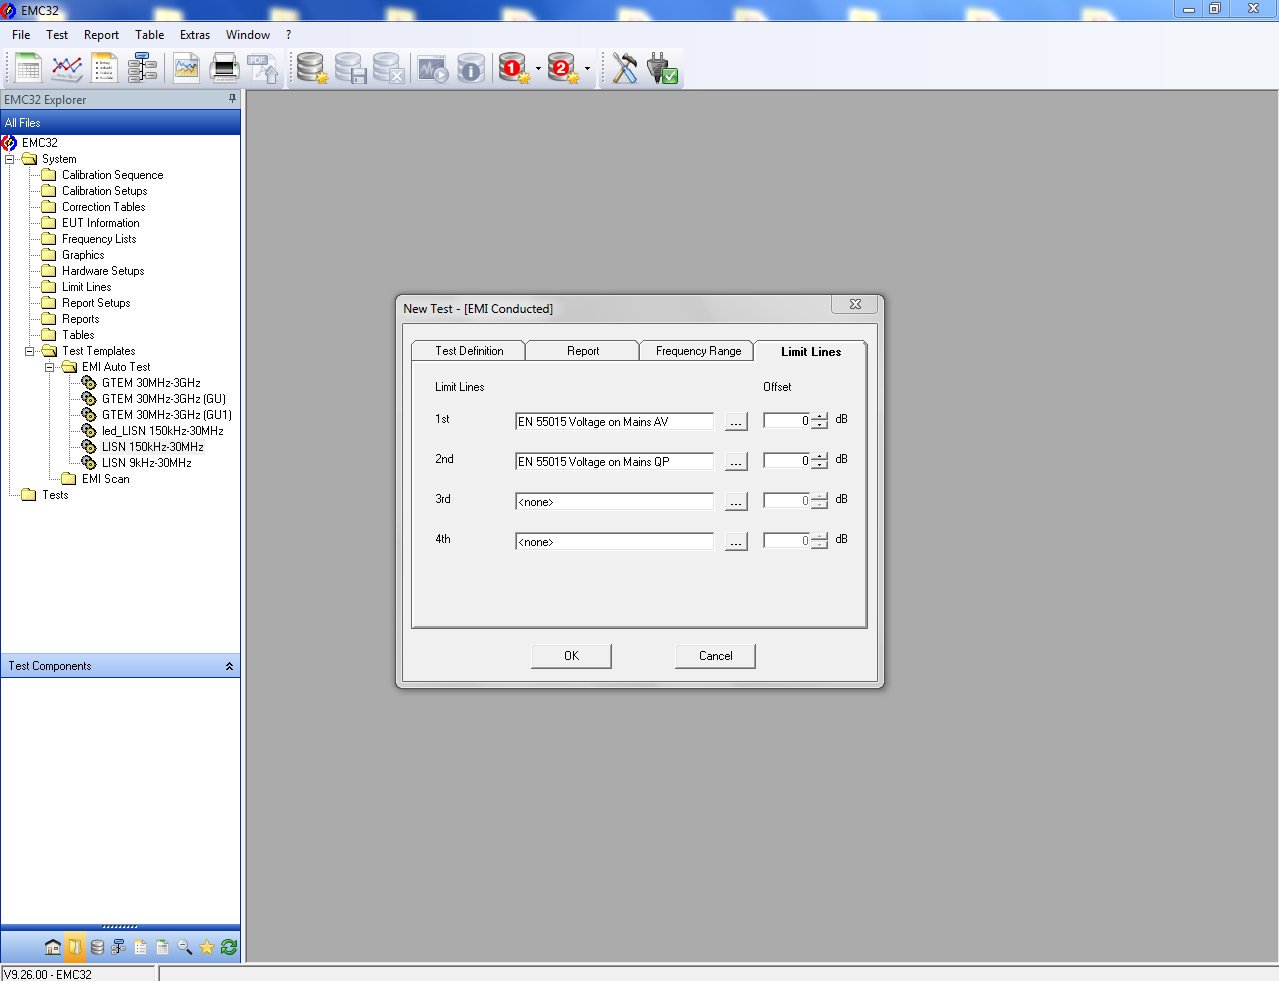 EMC32
File Test Report Table Extras Window ?
PDF 1 2
EMC32 Explorer
All Files
EMC32
System
Calibration Sequence
Calibration Setups
Correction Tables
EUT Information
Frequency Lists
Graphics
Hardware Setups
Limit Lines
Report Setups
Reports
Tables
Test Templates
EMI Auto Test
GTEM 30MHz-3GHz
GTEM 30MHz-3GHz (GU)
GTEM 30MHz-3GHz (GU1)
led_LISN 150kHz-30MHz
LISN 150kHz-30MHz
LISN 9kHz-30MHz
EMI Scan
Tests
Test Components
V9.26.00 - EMC32
New Test - [EMI Conducted]
Test Definition Report Frequency Range Limit Lines
Limit Lines Offset
1st EN 55015 Voltage on Mains AV ... 0 dB
2nd EN 55015 Voltage on Mains QP ... 0 dB
3rd <none> ... 0 dB
4th <none> ... 0 dB
OK Cancel